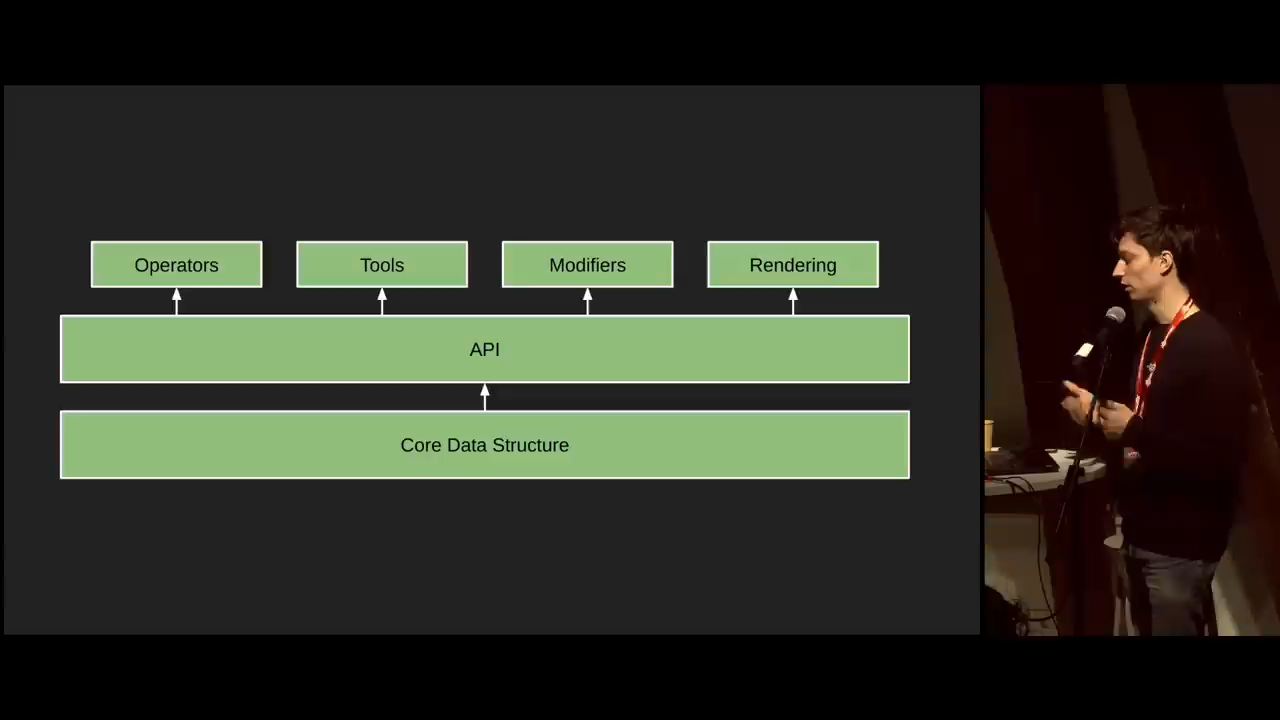 Operators
Tools
Modifiers
Rendering
API
Core Data Structure